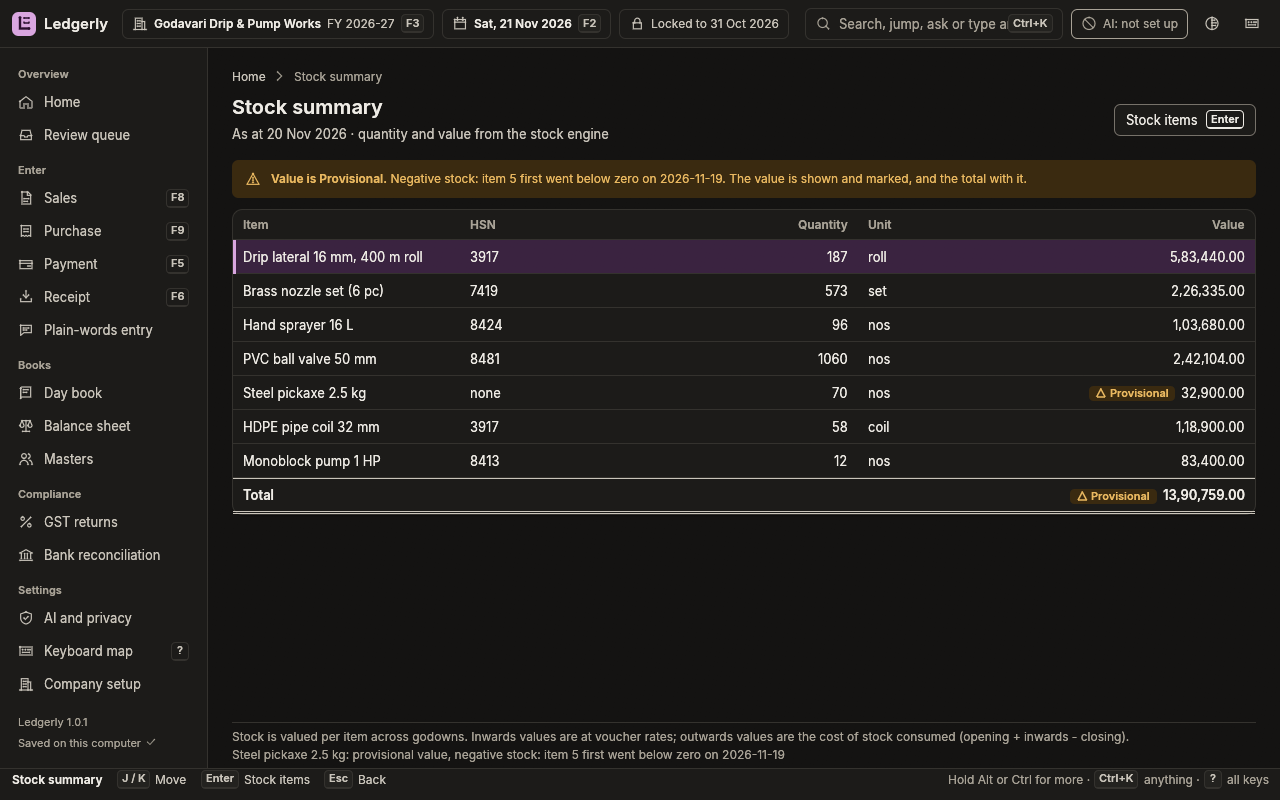 Ledgerly
Godavari Drip & Pump Works FY 2026-27 F3
Sat, 21 Nov 2026 F2
Locked to 31 Oct 2026
Search, jump, ask or type a Ctrl+K
AI: not set up
Overview
Home
Review queue
Enter
Sales F8
Purchase F9
Payment F5
Receipt F6
Plain-words entry
Books
Day book
Balance sheet
Masters
Compliance
GST returns
Bank reconciliation
Settings
AI and privacy
Keyboard map ?
Company setup
Ledgerly 1.0.1
Saved on this computer
Home > Stock summary
Stock summary
As at 20 Nov 2026 · quantity and value from the stock engine
Stock items Enter
Value is Provisional. Negative stock: item 5 first went below zero on 2026-11-19. The value is shown and marked, and the total with it.
Item HSN Quantity Unit Value
Drip lateral 16 mm, 400 m roll 3917 187 roll 5,83,440.00
Brass nozzle set (6 pc) 7419 573 set 2,26,335.00
Hand sprayer 16 L 8424 96 nos 1,03,680.00
PVC ball valve 50 mm 8481 1060 nos 2,42,104.00
Steel pickaxe 2.5 kg none 70 nos Provisional 32,900.00
HDPE pipe coil 32 mm 3917 58 coil 1,18,900.00
Monoblock pump 1 HP 8413 12 nos 83,400.00
Total Provisional 13,90,759.00
Stock is valued per item across godowns. Inwards values are at voucher rates; outwards values are the cost of stock consumed (opening + inwards - closing).
Steel pickaxe 2.5 kg: provisional value, negative stock: item 5 first went below zero on 2026-11-19
Stock summary J / K Move Enter Stock items Esc Back
Hold Alt or Ctrl for more · Ctrl+K anything · ? all keys